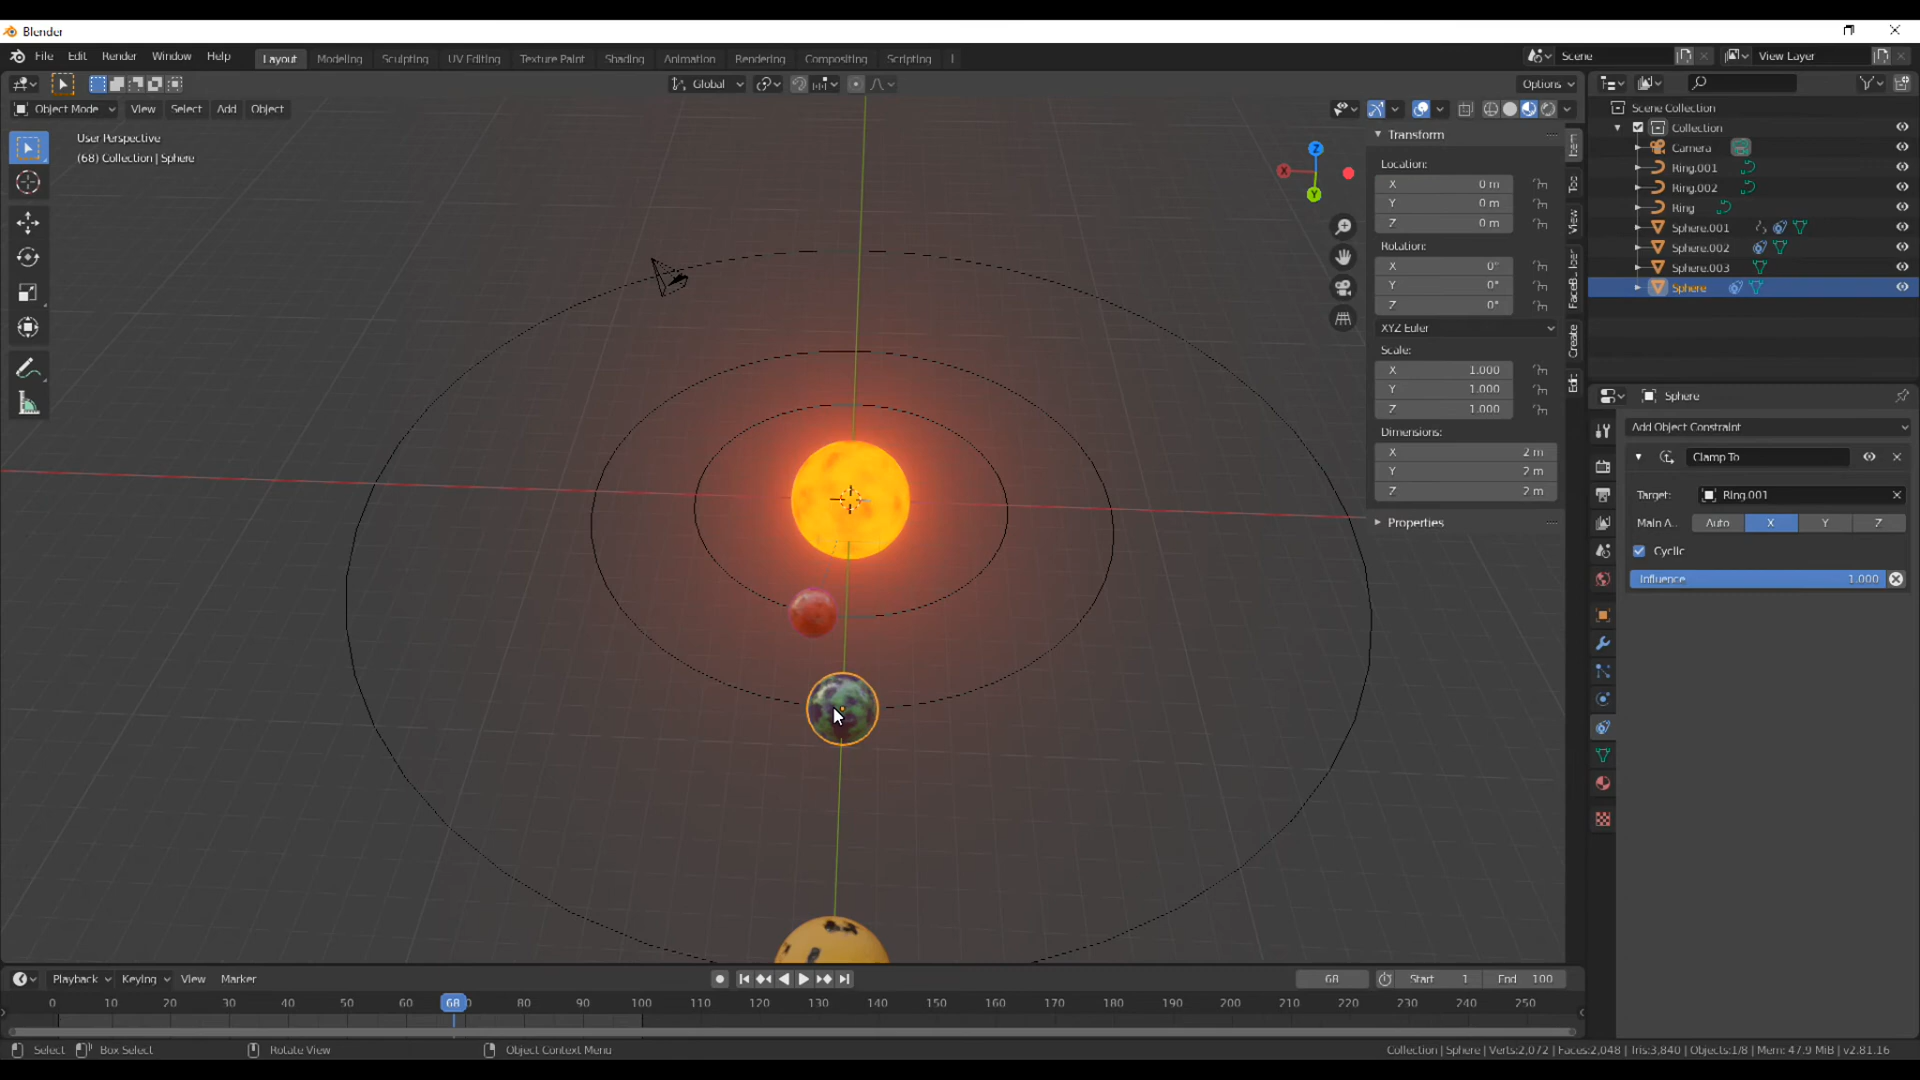 Blender
File Edit Render Window Help Layout Modeling Sculpting UV Editing Texture Paint Shading Animation Rendering Compositing Scripting Scene View Layer
Global Options
Object Mode View Select Add Object
User Perspective
(68) Collection | Sphere
Z
X
Y
Transform
Location:
X 0 m
Y 0 m
Z 0 m
Rotation:
X 0°
Y 0°
Z 0°
XYZ Euler
Scale:
X 1.000
Y 1.000
Z 1.000
Dimensions:
X 2 m
Y 2 m
Z 2 m
Properties
Item
View
Create
Edit
Scene Collection
Collection
Camera
Ring.001
Ring.002
Ring
Sphere.001
Sphere.002
Sphere.003
Sphere
Sphere
Add Object Constraint
Clamp To
Target: Ring.001
Main A.. Auto X Y Z
Cyclic
Influence 1.000
Playback Keying View Marker 68 Start 1 End 100
0 10 20 30 40 50 60 68 80 90 100 110 120 130 140 150 160 170 180 190 200 210 220 230 240 250
Select Box Select Rotate View Object Context Menu Collection | Sphere | Verts:2,072 | Faces:2,048 | Tris:3,840 | Objects:1/8 | Mem: 47.9 MiB | v2.81.16